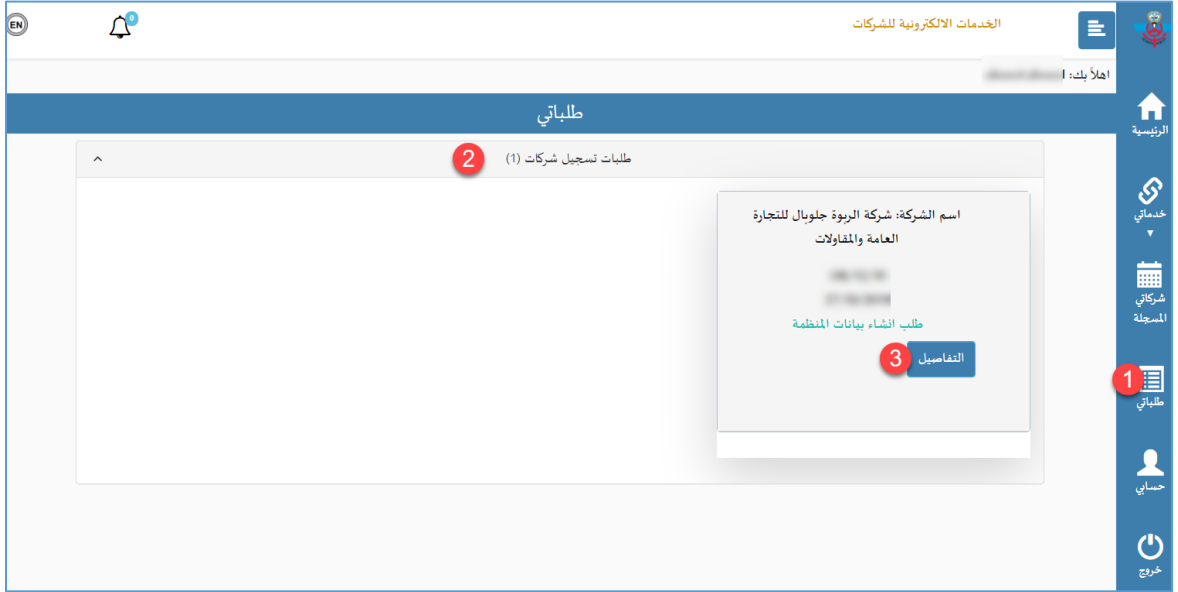 الخدمات الالكترونية للشركات
0
EN
اهلاً بك:
طلباتي
طلبات تسجيل شركات (1)
2
اسم الشركة: شركة الربوة جلوبال للتجارة
العامة والمقاولات
طلب انشاء بيانات المنظمة
التفاصيل
3
الرئيسية
خدماتي
▼
شركاتي
المسجلة
1
طلباتي
حسابي
خروج